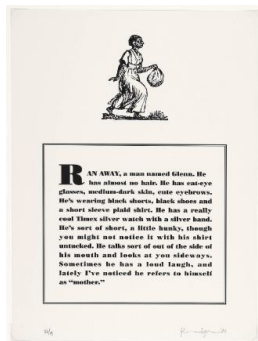 RAN AWAY, a man named Glenn. He
has almost no hair. He has cat-eye
glasses, medium-dark skin, cute eyebrows.
He's wearing black shorts, black shoes and
a short sleeve plaid shirt. He has a really
cool Timex silver watch with a silver band.
He's sort of short, a little hunky, though
you might not notice it with his shirt
untucked. He talks sort of out of the side of
his mouth and looks at you sideways.
Sometimes he has a loud laugh, and
lately I've noticed he refers to himself
as "mother."